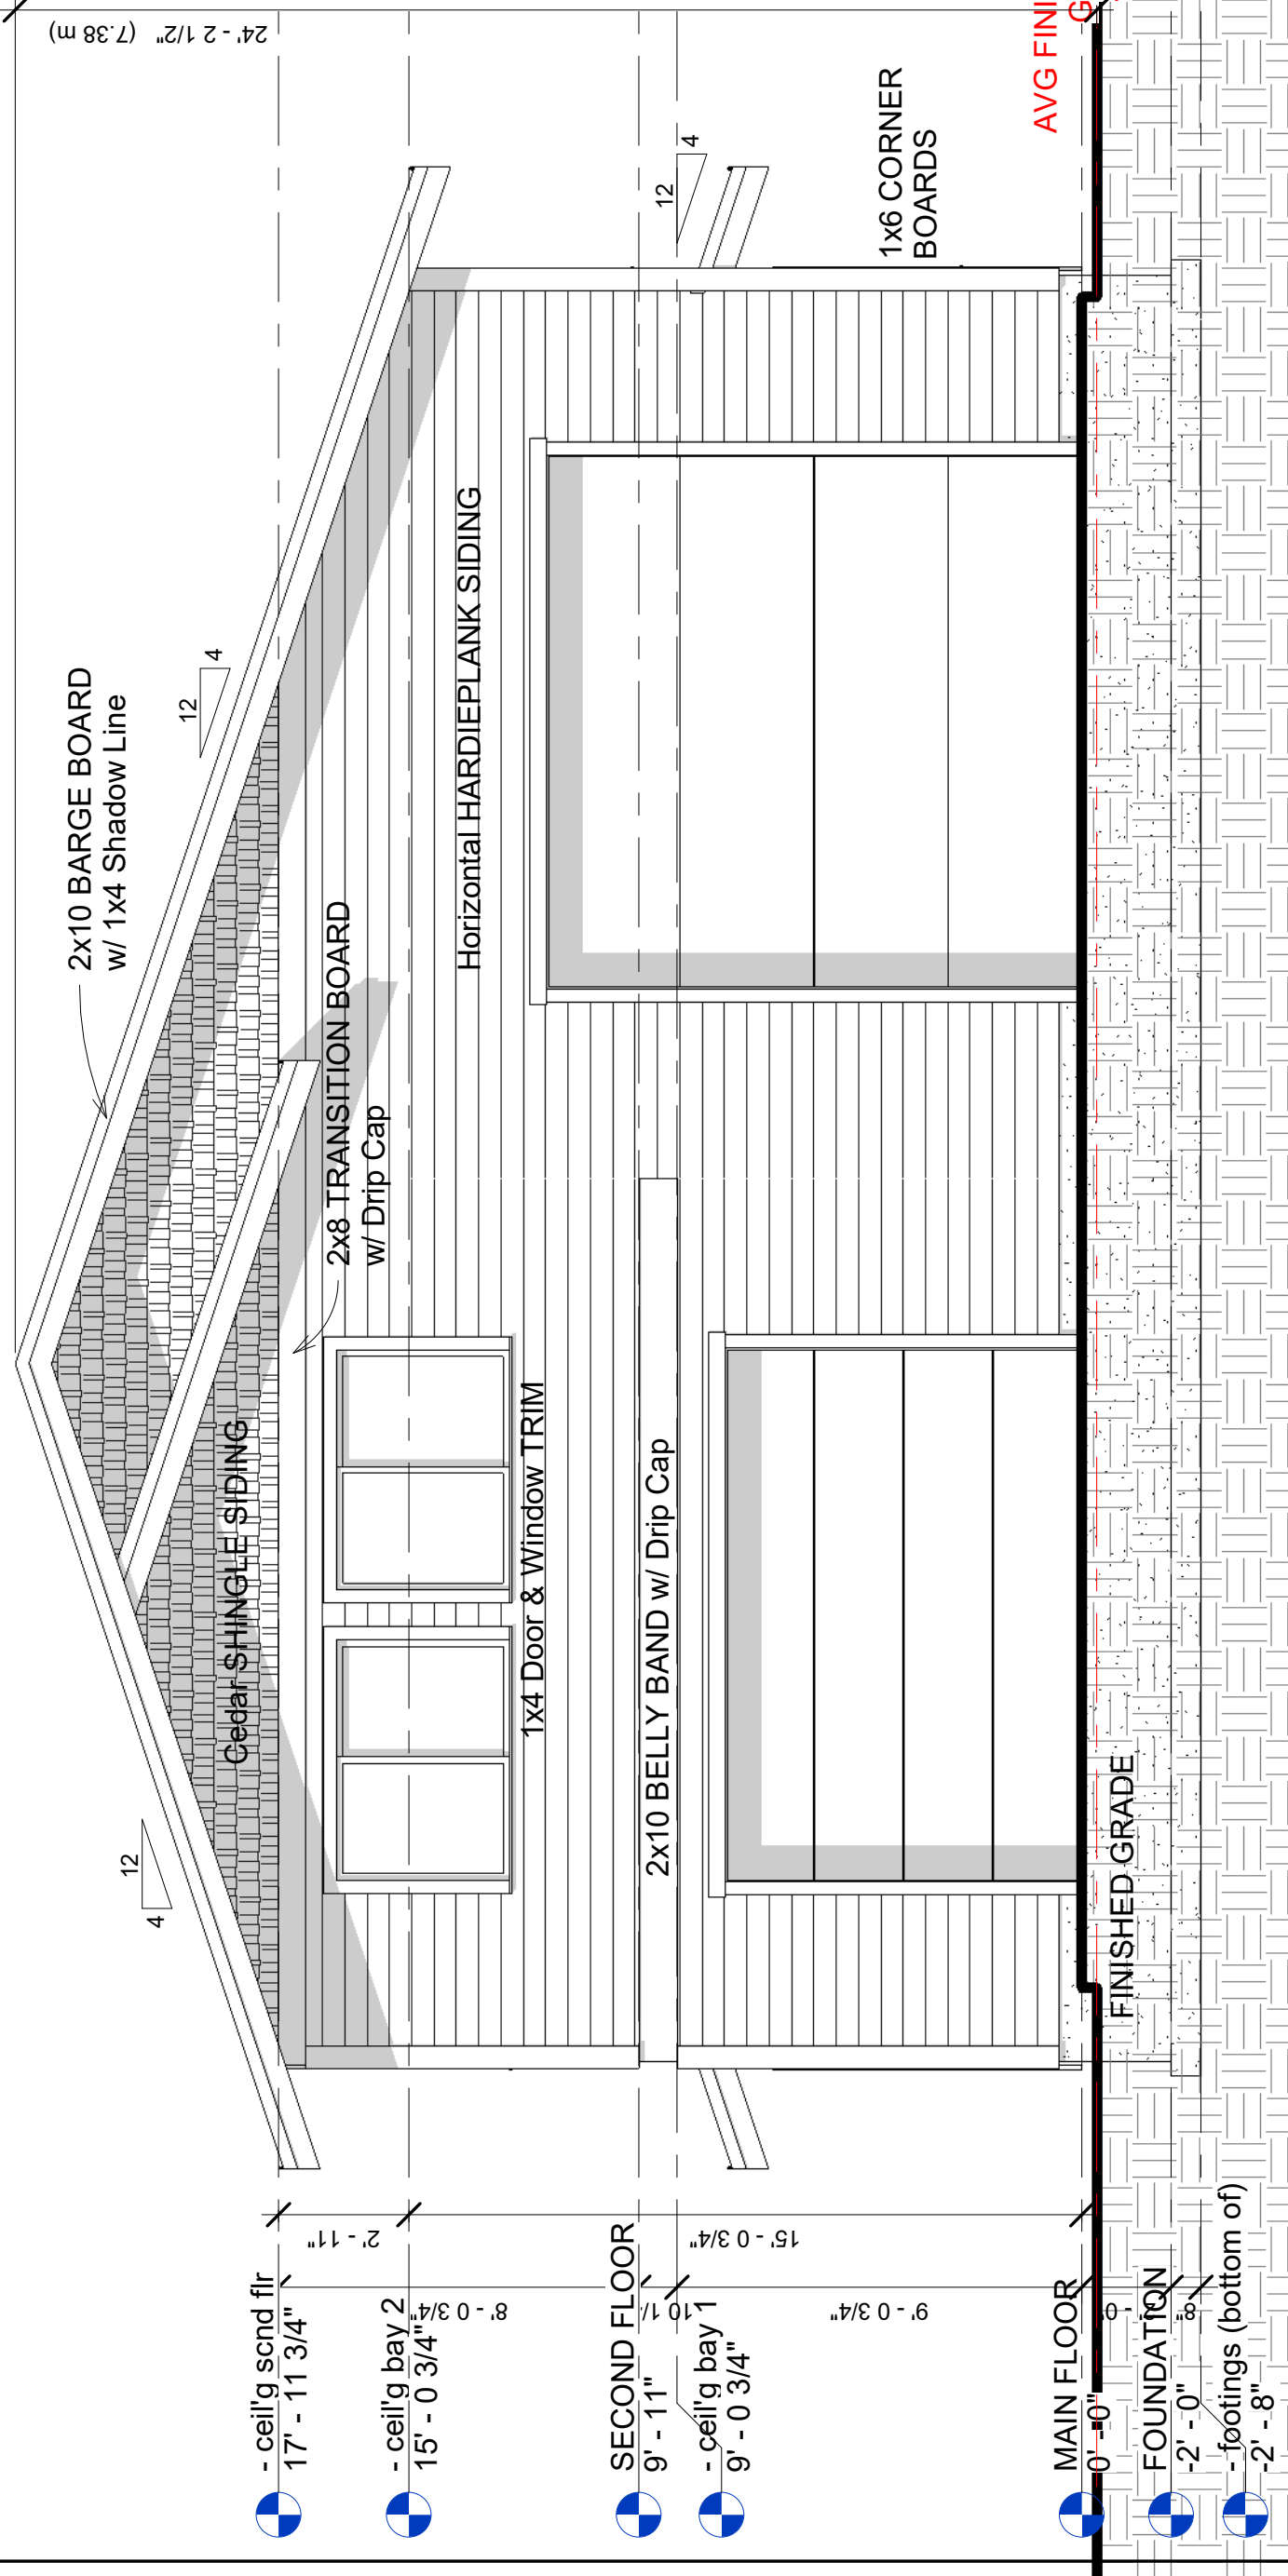 24' - 2 1/2" (7.38 m)
2x10 BARGE BOARD
w/ 1x4 Shadow Line
12
4
12
4
Cedar SHINGLE SIDING
2x8 TRANSITION BOARD
w/ Drip Cap
Horizontal HARDIEPLANK SIDING
1x4 Door & Window TRIM
2x10 BELLY BAND w/ Drip Cap
12
4
1x6 CORNER
BOARDS
AVG FINI
G
FINISHED GRADE
- ceil'g scnd flr
17' - 11 3/4"
- ceil'g bay 2
15' - 0 3/4"
SECOND FLOOR
9' - 11"
- ceil'g bay 1
9' - 0 3/4"
MAIN FLOOR
0' - 0"
FOUNDATION
-2' - 0"
- footings (bottom of)
-2' - 8"
2' - 11"
15' - 0 3/4"
8' - 0 3/4"
10 1/
9' - 0 3/4"
- 0"
8"